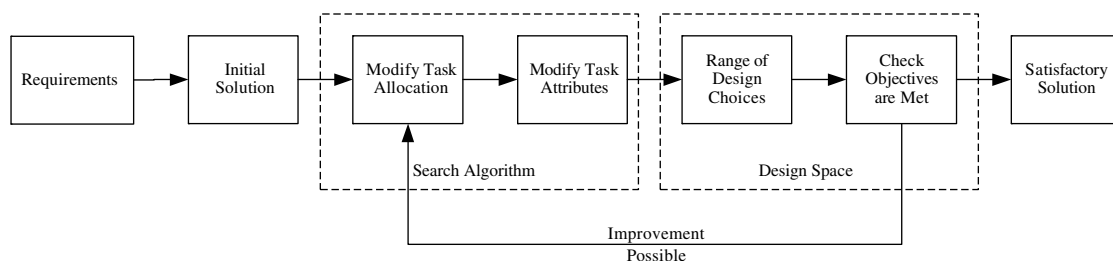 Requirements
Initial
Solution
Modify Task
Allocation
Modify Task
Attributes
Range of
Design
Choices
Check
Objectives
are Met
Satisfactory
Solution
Search Algorithm
Design Space
Improvement
Possible